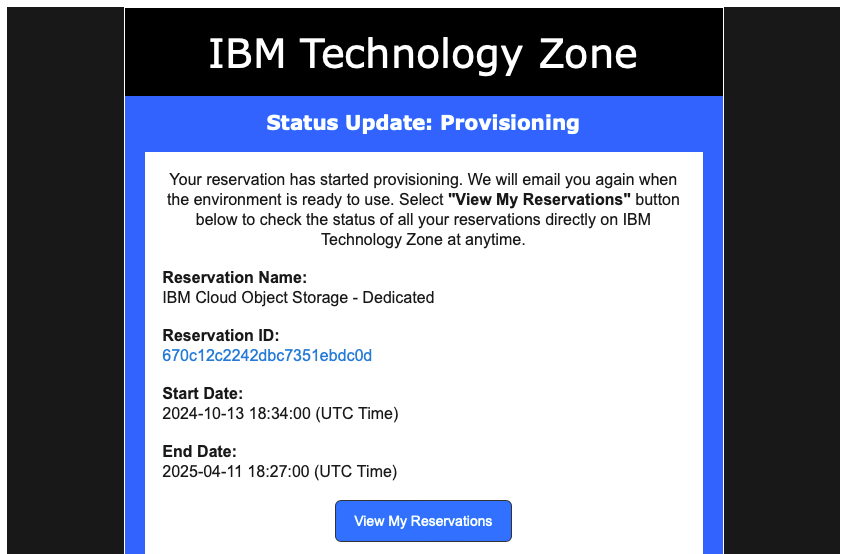 IBM Technology Zone
Status Update: Provisioning
Your reservation has started provisioning. We will email you again when
the environment is ready to use. Select "View My Reservations" button
below to check the status of all your reservations directly on IBM
Technology Zone at anytime.
Reservation Name:
IBM Cloud Object Storage - Dedicated
Reservation ID:
670c12c2242dbc7351ebdc0d
Start Date:
2024-10-13 18:34:00 (UTC Time)
End Date:
2025-04-11 18:27:00 (UTC Time)
View My Reservations